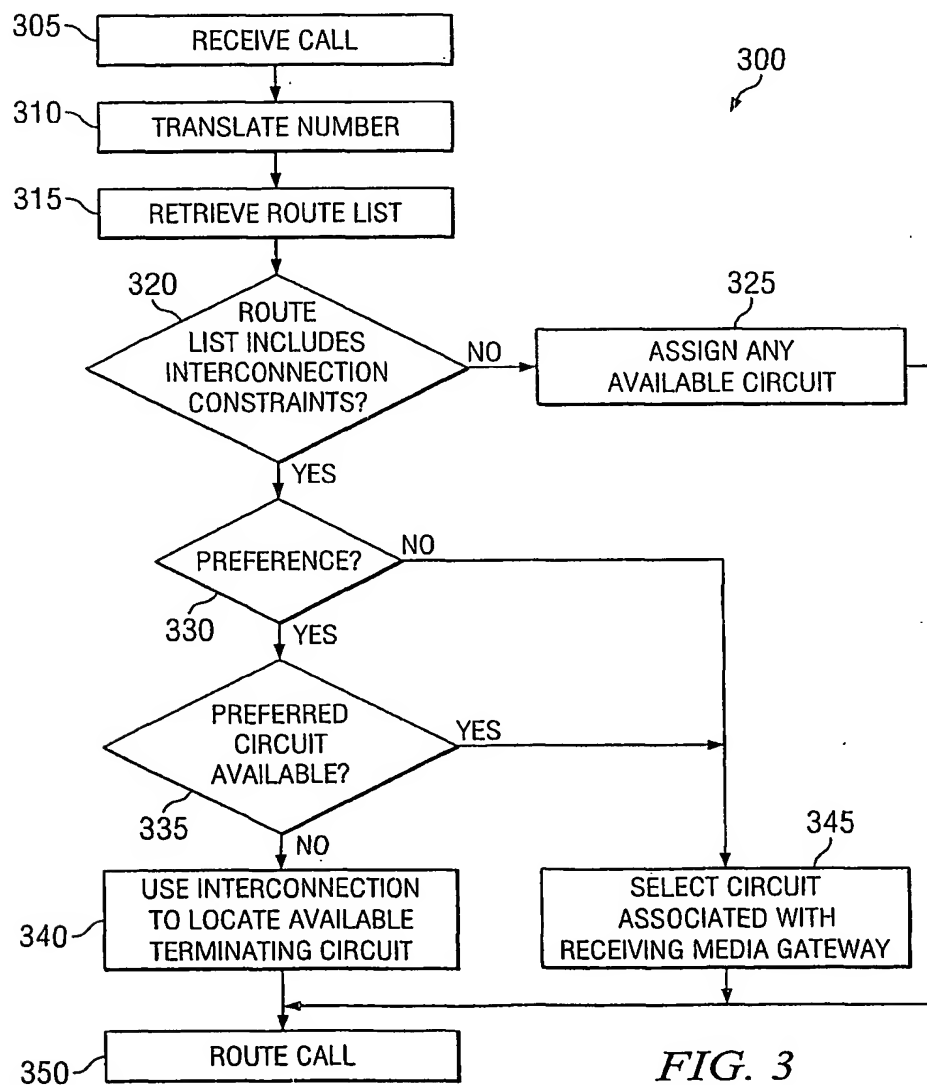 305
RECEIVE CALL
300
310
TRANSLATE NUMBER
315
RETRIEVE ROUTE LIST
320
ROUTE
LIST INCLUDES
INTERCONNECTION
CONSTRAINTS?
NO
325
ASSIGN ANY
AVAILABLE CIRCUIT
YES
PREFERENCE?
NO
330
YES
PREFERRED
CIRCUIT
AVAILABLE?
YES
335
NO
340
USE INTERCONNECTION
TO LOCATE AVAILABLE
TERMINATING CIRCUIT
345
SELECT CIRCUIT
ASSOCIATED WITH
RECEIVING MEDIA GATEWAY
350
ROUTE CALL
FIG. 3